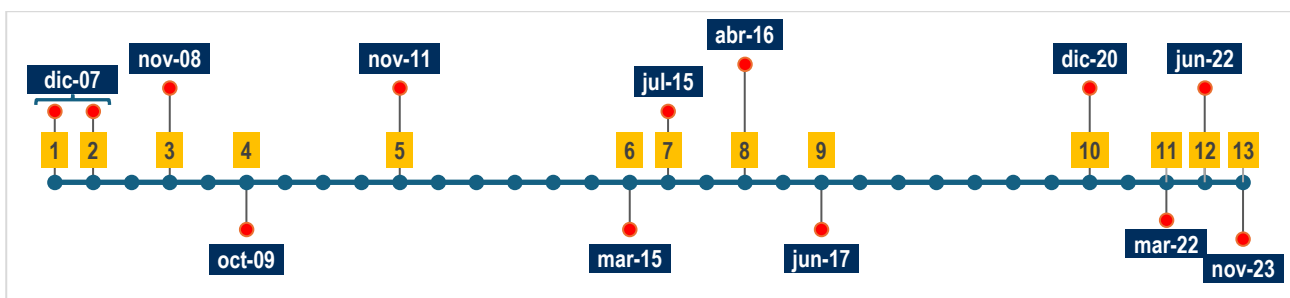 abr-16
nov-08
nov-11
dic-20
jun-22
dic-07
jul-15
1
2
3
4
5
6
7
8
9
10
11
12
13
oct-09
mar-15
jun-17
mar-22
nov-23